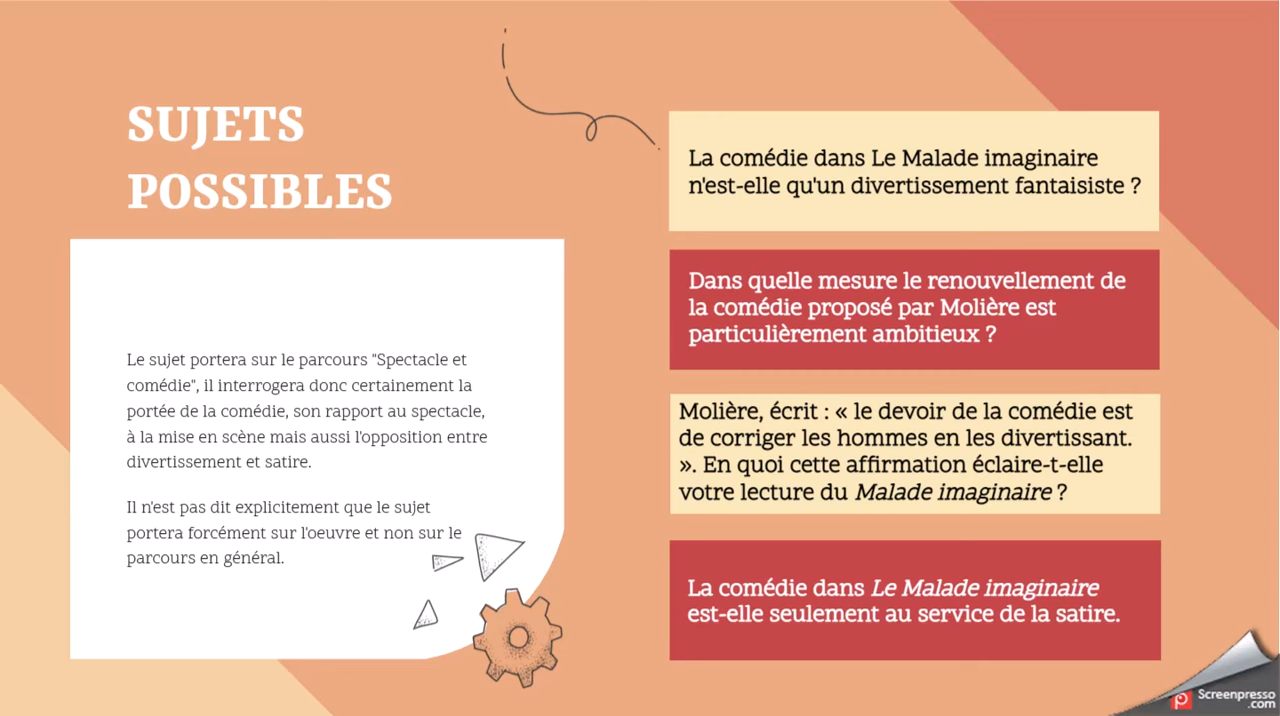 SUJETS
POSSIBLES
Le sujet portera sur le parcours "Spectacle et
comédie", il interrogera donc certainement la
portée de la comédie, son rapport au spectacle,
à la mise en scène mais aussi l'opposition entre
divertissement et satire.
Il n'est pas dit explicitement que le sujet
portera forcément sur l'oeuvre et non sur le
parcours en général.
La comédie dans Le Malade imaginaire
n'est-elle qu'un divertissement fantaisiste ?
Dans quelle mesure le renouvellement de
la comédie proposé par Molière est
particulièrement ambitieux ?
Molière, écrit : « le devoir de la comédie est
de corriger les hommes en les divertissant.
». En quoi cette affirmation éclaire-t-elle
votre lecture du Malade imaginaire ?
La comédie dans Le Malade imaginaire
est-elle seulement au service de la satire.
Screenpresso
.com